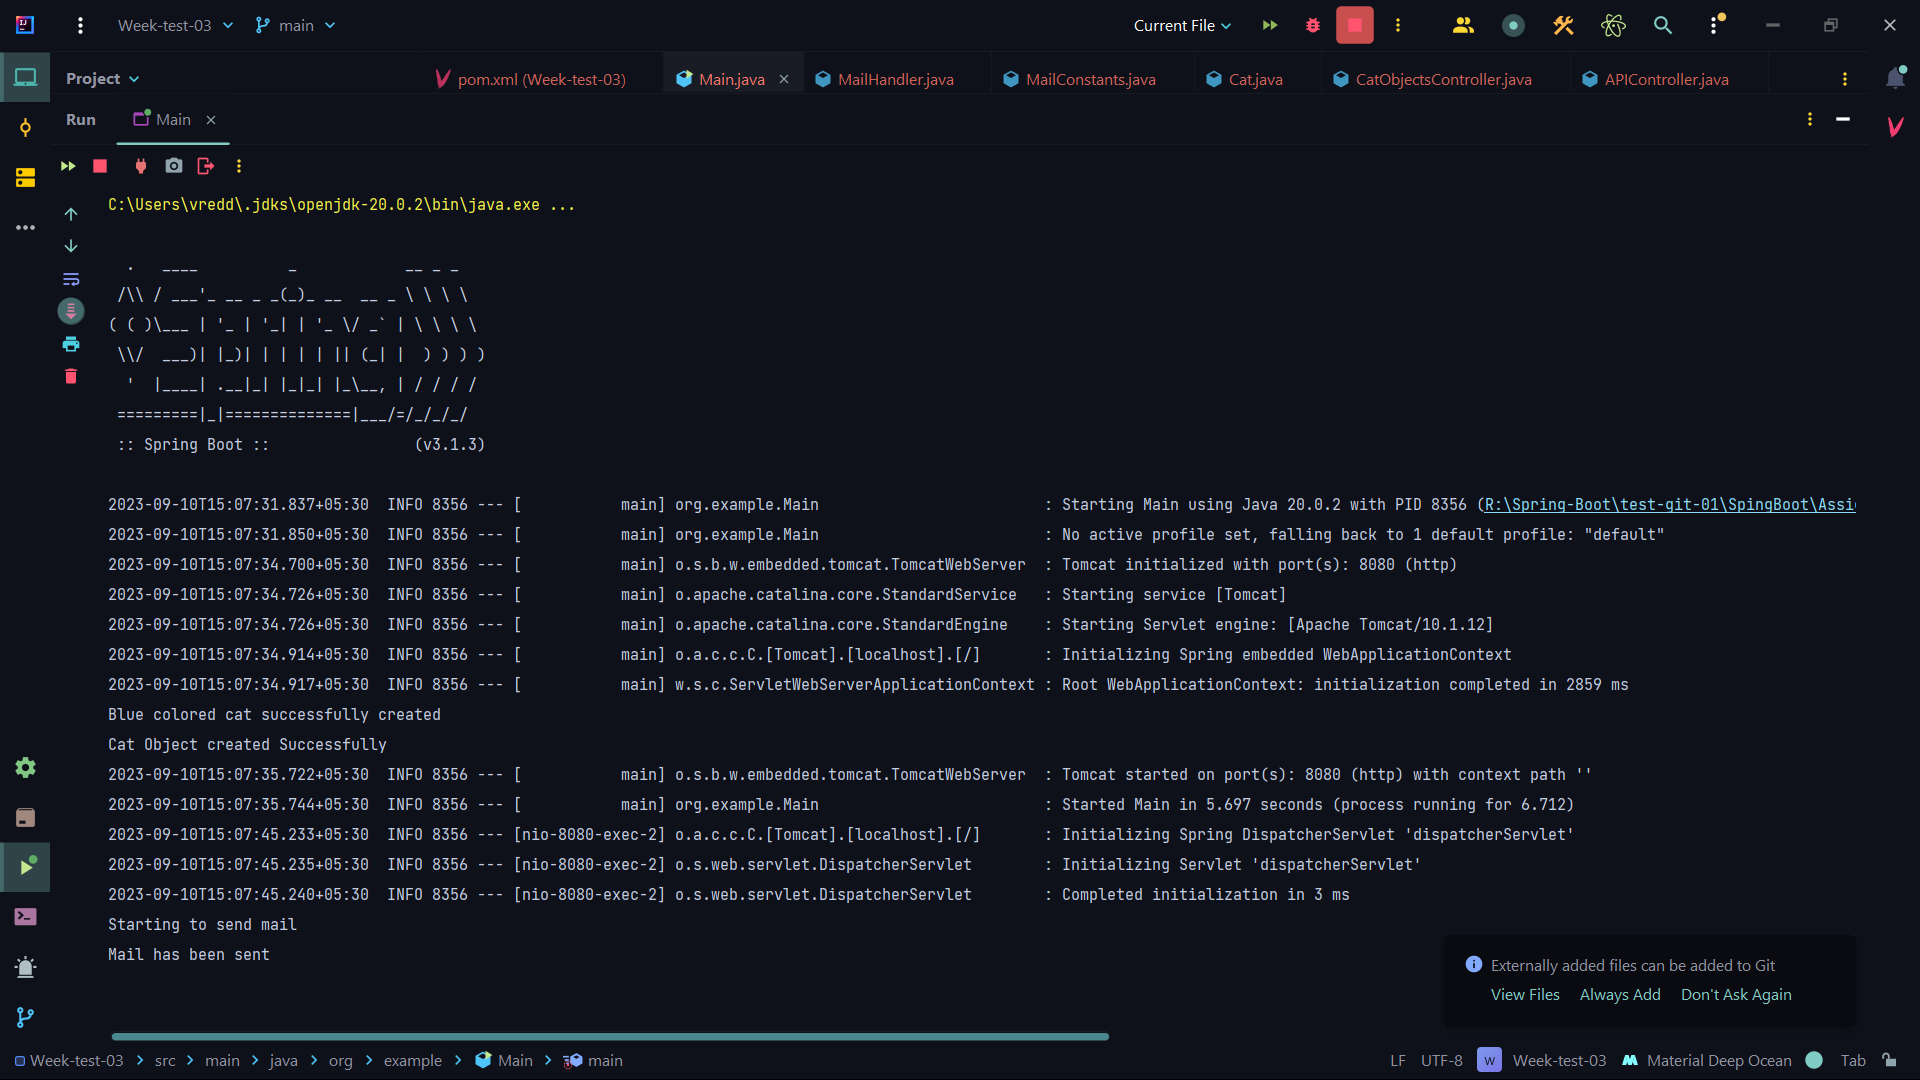 Week-test-03 main Current File
Project pom.xml (Week-test-03) Main.java MailHandler.java MailConstants.java Cat.java CatObjectsController.java APIController.java
Run Main
C:\Users\vredd\.jdks\openjdk-20.0.2\bin\java.exe ...
  .   ____          _            __ _ _
 /\\ / ___'_ __ _ _(_)_ __  __ _ \ \ \ \
( ( )\___ | '_ | '_| | '_ \/ _` | \ \ \ \
 \\/  ___)| |_)| | | | | || (_| |  ) ) ) )
  '  |____| .__|_| |_|_| |_\__, | / / / /
 =========|_|==============|___/=/_/_/_/
 :: Spring Boot ::                (v3.1.3)
2023-09-10T15:07:31.837+05:30  INFO 8356 --- [           main] org.example.Main                         : Starting Main using Java 20.0.2 with PID 8356 (R:\Spring-Boot\test-git-01\SpingBoot\Assi
2023-09-10T15:07:31.850+05:30  INFO 8356 --- [           main] org.example.Main                         : No active profile set, falling back to 1 default profile: "default"
2023-09-10T15:07:34.700+05:30  INFO 8356 --- [           main] o.s.b.w.embedded.tomcat.TomcatWebServer  : Tomcat initialized with port(s): 8080 (http)
2023-09-10T15:07:34.726+05:30  INFO 8356 --- [           main] o.apache.catalina.core.StandardService   : Starting service [Tomcat]
2023-09-10T15:07:34.726+05:30  INFO 8356 --- [           main] o.apache.catalina.core.StandardEngine    : Starting Servlet engine: [Apache Tomcat/10.1.12]
2023-09-10T15:07:34.914+05:30  INFO 8356 --- [           main] o.a.c.c.C.[Tomcat].[localhost].[/]       : Initializing Spring embedded WebApplicationContext
2023-09-10T15:07:34.917+05:30  INFO 8356 --- [           main] w.s.c.ServletWebServerApplicationContext : Root WebApplicationContext: initialization completed in 2859 ms
Blue colored cat successfully created
Cat Object created Successfully
2023-09-10T15:07:35.722+05:30  INFO 8356 --- [           main] o.s.b.w.embedded.tomcat.TomcatWebServer  : Tomcat started on port(s): 8080 (http) with context path ''
2023-09-10T15:07:35.744+05:30  INFO 8356 --- [           main] org.example.Main                         : Started Main in 5.697 seconds (process running for 6.712)
2023-09-10T15:07:45.233+05:30  INFO 8356 --- [nio-8080-exec-2] o.a.c.c.C.[Tomcat].[localhost].[/]       : Initializing Spring DispatcherServlet 'dispatcherServlet'
2023-09-10T15:07:45.235+05:30  INFO 8356 --- [nio-8080-exec-2] o.s.web.servlet.DispatcherServlet        : Initializing Servlet 'dispatcherServlet'
2023-09-10T15:07:45.240+05:30  INFO 8356 --- [nio-8080-exec-2] o.s.web.servlet.DispatcherServlet        : Completed initialization in 3 ms
Starting to send mail
Mail has been sent
Externally added files can be added to Git
View Files Always Add Don't Ask Again
Week-test-03 > src > main > java > org > example > Main > main LF UTF-8 W Week-test-03 Material Deep Ocean Tab